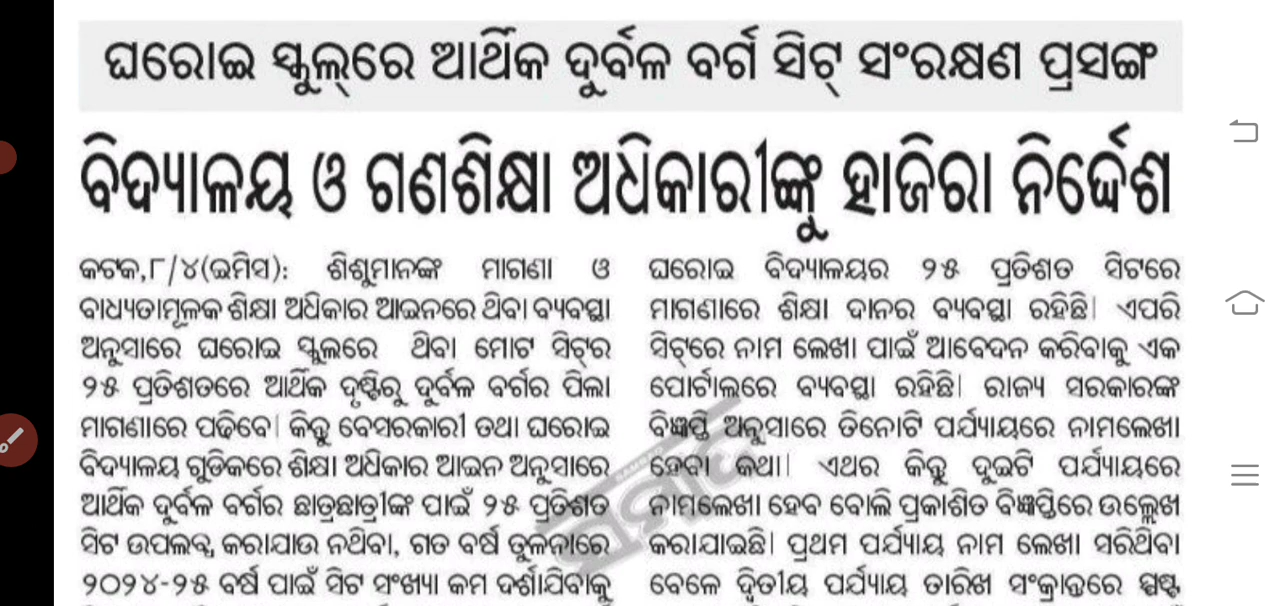 ଘରୋଇ ସ୍କୁଲ୍‌ରେ ଆର୍ଥିକ ଦୁର୍ବଳ ବର୍ଗ ସିଟ୍ ସଂରକ୍ଷଣ ପ୍ରସଙ୍ଗ
ବିଦ୍ୟାଳୟ ଓ ଗଣଶିକ୍ଷା ଅଧିକାରୀଙ୍କୁ ହାଜିରା ନିର୍ଦ୍ଦେଶ
କଟକ,୮/୪(ଇମିସ): ଶିଶୁମାନଙ୍କ ମାଗଣା ଓ
ବାଧ୍ୟତାମୂଳକ ଶିକ୍ଷା ଅଧିକାର ଆଇନରେ ଥିବା ବ୍ୟବସ୍ଥା
ଅନୁସାରେ ଘରୋଇ ସ୍କୁଲରେ ଥିବା ମୋଟ ସିଟ୍‌ର
୨୫ ପ୍ରତିଶତରେ ଆର୍ଥିକ ଦୃଷ୍ଟିରୁ ଦୁର୍ବଳ ବର୍ଗର ପିଲା
ମାଗଣାରେ ପଢ଼ିବେ। କିନ୍ତୁ ବେସରକାରୀ ତଥା ଘରୋଇ
ବିଦ୍ୟାଳୟ ଗୁଡିକରେ ଶିକ୍ଷା ଅଧିକାର ଆଇନ ଅନୁସାରେ
ଆର୍ଥିକ ଦୁର୍ବଳ ବର୍ଗର ଛାତ୍ରଛାତ୍ରୀଙ୍କ ପାଇଁ ୨୫ ପ୍ରତିଶତ
ସିଟ ଉପଲବ୍ଧ କରାଯାଉ ନଥିବା, ଗତ ବର୍ଷ ତୁଳନାରେ
୨୦୨୪-୨୫ ବର୍ଷ ପାଇଁ ସିଟ ସଂଖ୍ୟା କମ ଦର୍ଶାଯିବାକୁ
ଘରୋଇ ବିଦ୍ୟାଳୟର ୨୫ ପ୍ରତିଶତ ସିଟରେ
ମାଗଣାରେ ଶିକ୍ଷା ଦାନର ବ୍ୟବସ୍ଥା ରହିଛି। ଏପରି
ସିଟ୍‌ରେ ନାମ ଲେଖା ପାଇଁ ଆବେଦନ କରିବାକୁ ଏକ
ପୋର୍ଟାଲରେ ବ୍ୟବସ୍ଥା ରହିଛି। ରାଜ୍ୟ ସରକାରଙ୍କ
ବିଜ୍ଞପ୍ତି ଅନୁସାରେ ତିନୋଟି ପର୍ଯ୍ୟାୟରେ ନାମଲେଖା
ହେବା କଥା। ଏଥର କିନ୍ତୁ ଦୁଇଟି ପର୍ଯ୍ୟାୟରେ
ନାମଲେଖା ହେବ ବୋଲି ପ୍ରକାଶିତ ବିଜ୍ଞପ୍ତିରେ ଉଲ୍ଲେଖ
କରାଯାଇଛି। ପ୍ରଥମ ପର୍ଯ୍ୟାୟ ନାମ ଲେଖା ସରିଥିବା
ବେଳେ ଦ୍ୱିତୀୟ ପର୍ଯ୍ୟାୟ ତାରିଖ ସଂକ୍ରାନ୍ତରେ ସ୍ପଷ୍ଟ